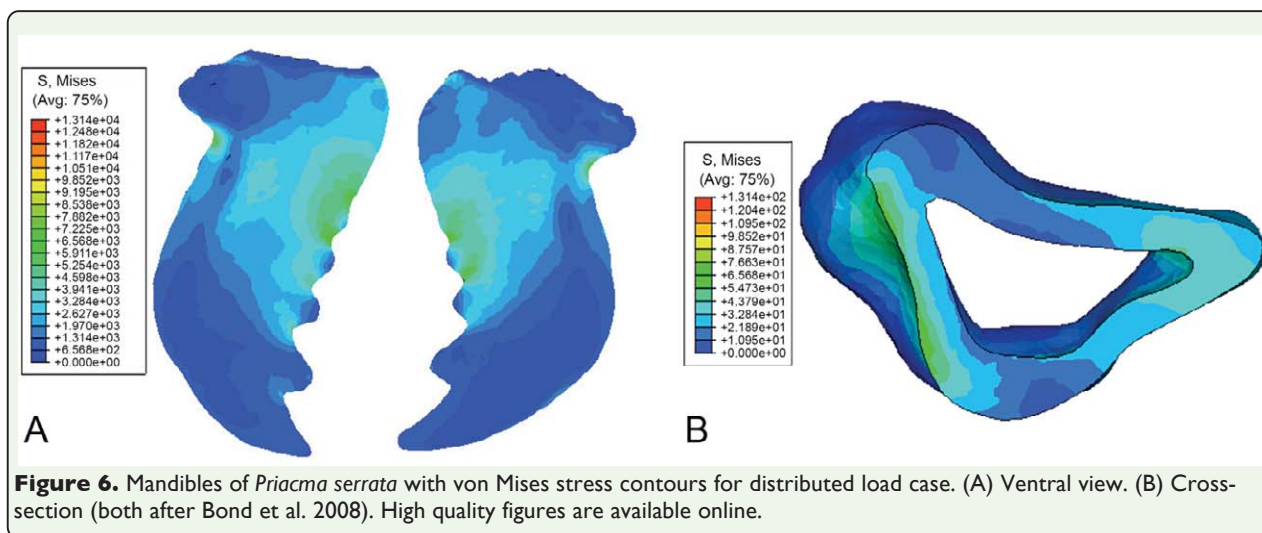 S, Mises
(Avg: 75%)
+1.314e+04
+1.248e+04
+1.182e+04
+1.117e+04
+1.051e+04
+9.852e+03
+9.195e+03
+8.538e+03
+7.882e+03
+7.225e+03
+6.568e+03
+5.911e+03
+5.254e+03
+4.598e+03
+3.941e+03
+3.284e+03
+2.627e+03
+1.970e+03
+1.314e+03
+6.568e+02
+0.000e+00
A
S, Mises
(Avg: 75%)
+1.314e+02
+1.204e+02
+1.095e+02
+9.852e+01
+8.757e+01
+7.663e+01
+6.568e+01
+5.473e+01
+4.379e+01
+3.284e+01
+2.189e+01
+1.095e+01
+0.000e+00
B
Figure 6. Mandibles of Priacma serrata with von Mises stress contours for distributed load case. (A) Ventral view. (B) Cross-
section (both after Bond et al. 2008). High quality figures are available online.